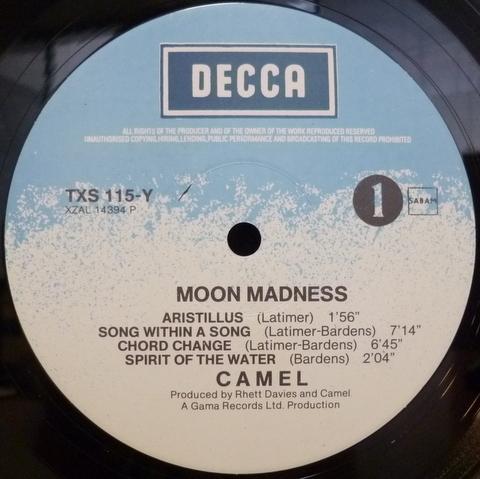 DECCA
ALL RIGHTS OF THE PRODUCER AND OF THE OWNER OF THE WORK REPRODUCED RESERVED
UNAUTHORISED COPYING, HIRING, LENDING, PUBLIC PERFORMANCE AND BROADCASTING OF THIS RECORD PROHIBITED
TXS 115-Y
XZAL 14394 P
1
SABAM
MOON MADNESS
ARISTILLUS (Latimer) 1'56"
SONG WITHIN A SONG (Latimer-Bardens) 7'14"
CHORD CHANGE (Latimer-Bardens) 6'45"
SPIRIT OF THE WATER (Bardens) 2'04"
CAMEL
Produced by Rhett Davies and Camel
A Gama Records Ltd. Production